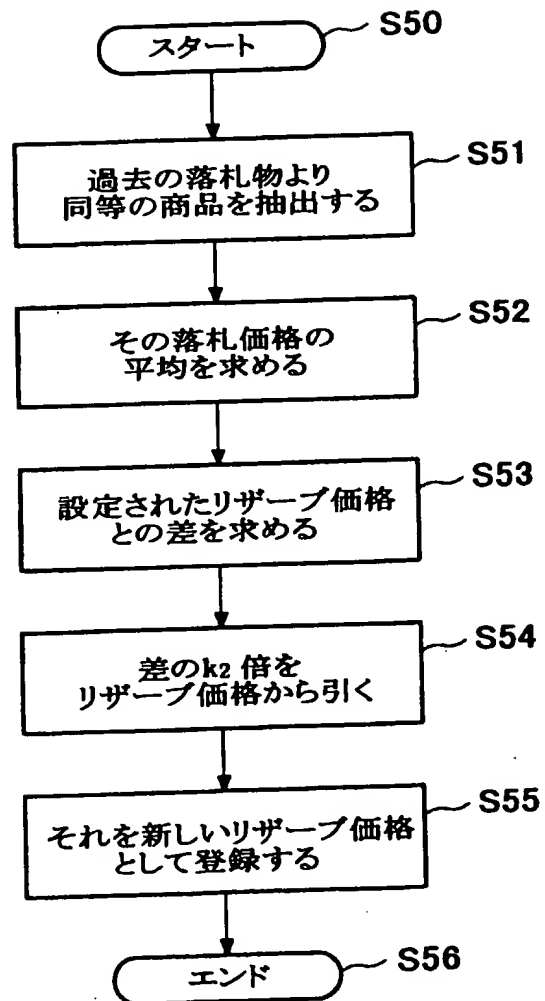 スタート
S50
過去の落札物より
同等の商品を抽出する
S51
その落札価格の
平均を求める
S52
設定されたリザーブ価格
との差を求める
S53
差のk2 倍を
リザーブ価格から引く
S54
それを新しいリザーブ価格
として登録する
S55
エンド
S56